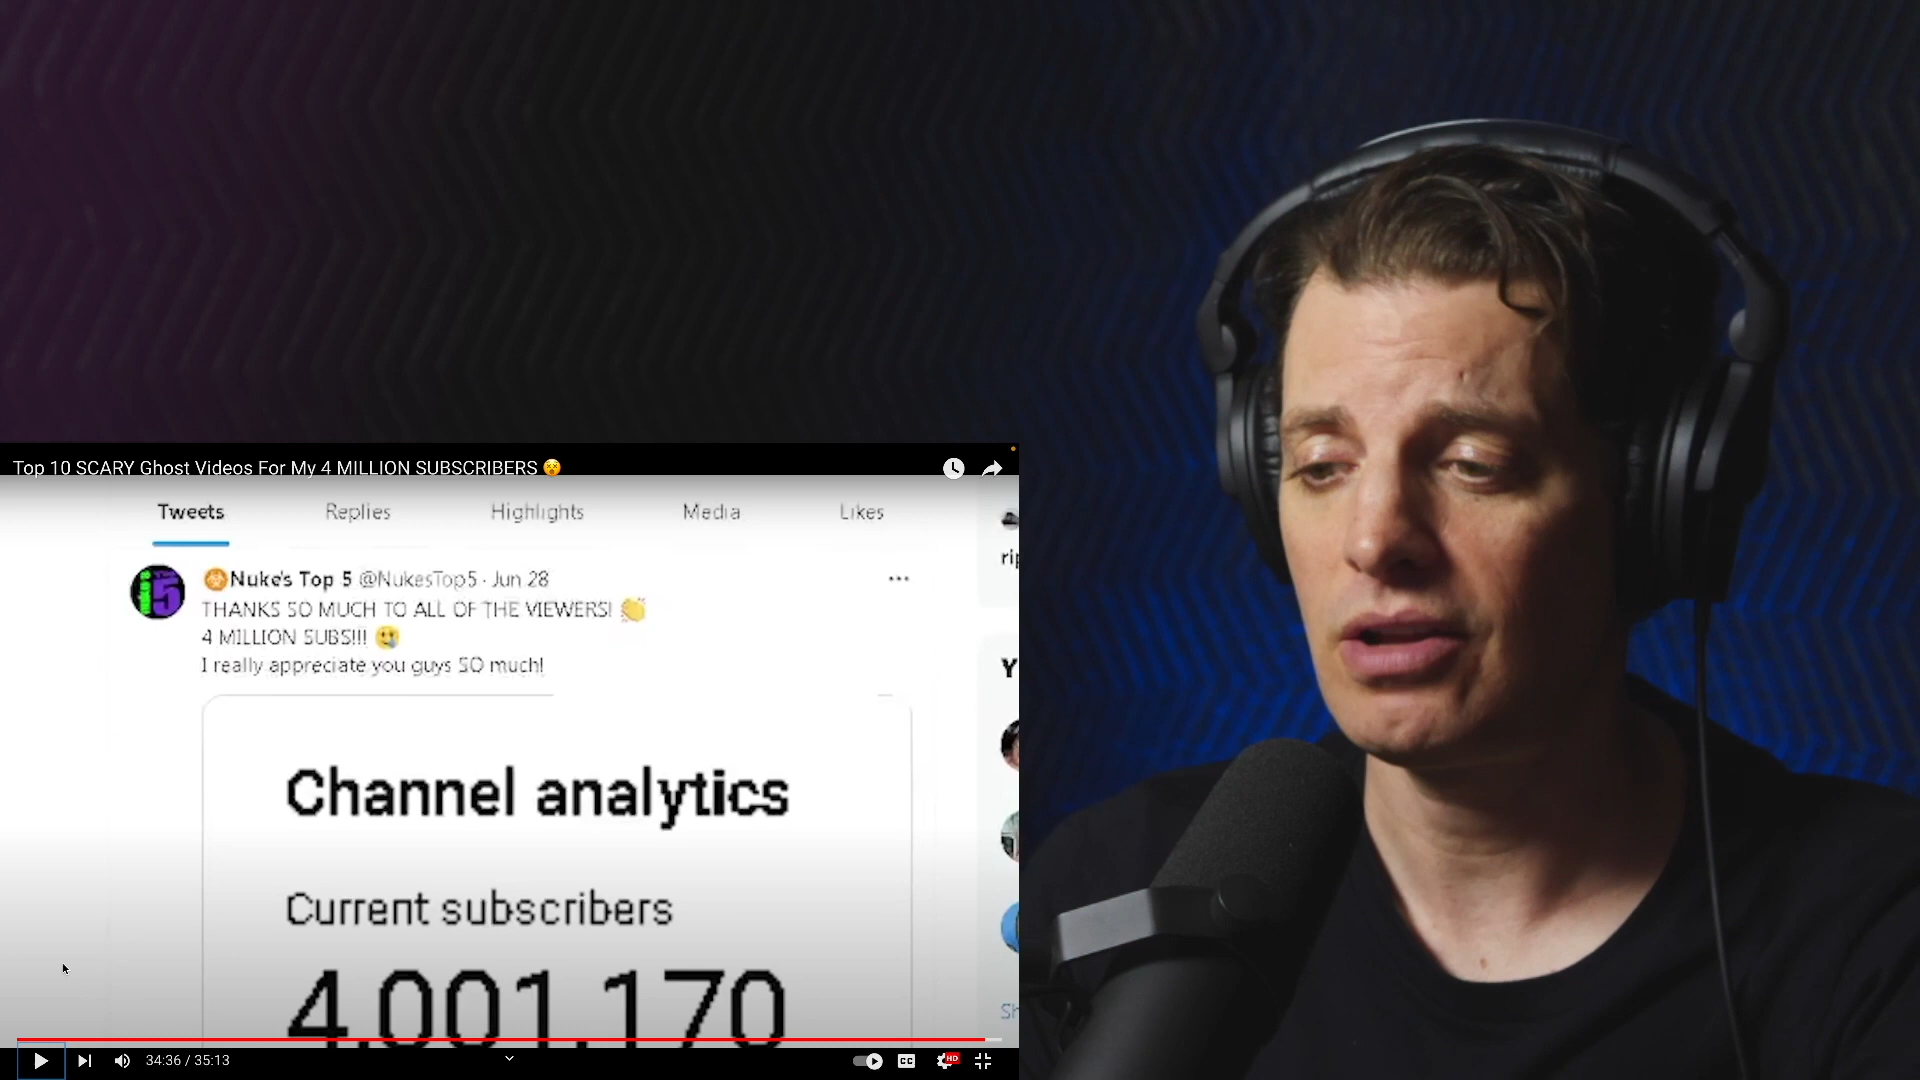 Top 10 SCARY Ghost Videos For My 4 MILLION SUBSCRIBERS 😵
Tweets Replies Highlights Media Likes
Nuke's Top 5 @NukesTop5 · Jun 28
THANKS SO MUCH TO ALL OF THE VIEWERS! 👏
4 MILLION SUBS!!! 🥲
I really appreciate you guys SO much!
Channel analytics
Current subscribers
4,001,170
34:36 / 35:13
CC
HD